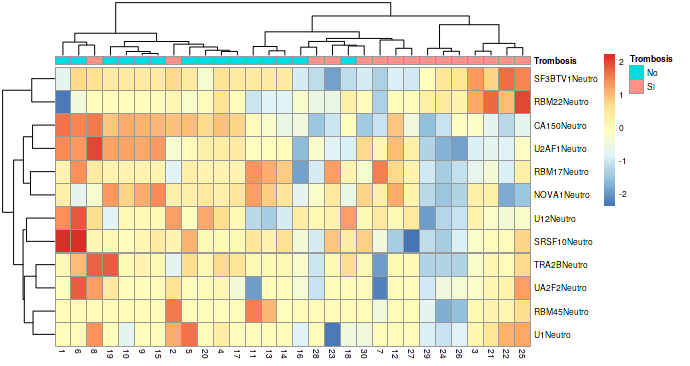 Trombosis
SF3BTV1Neutro
RBM22Neutro
CA150Neutro
U2AF1Neutro
RBM17Neutro
NOVA1Neutro
U12Neutro
SRSF10Neutro
TRA2BNeutro
UA2F2Neutro
RBM45Neutro
U1Neutro
1 6 8 19 10 9 15 2 5 20 4 17 11 13 14 16 28 23 18 30 7 12 27 29 24 26 3 21 22 25
2
1
0
-1
-2
Trombosis
No
SI